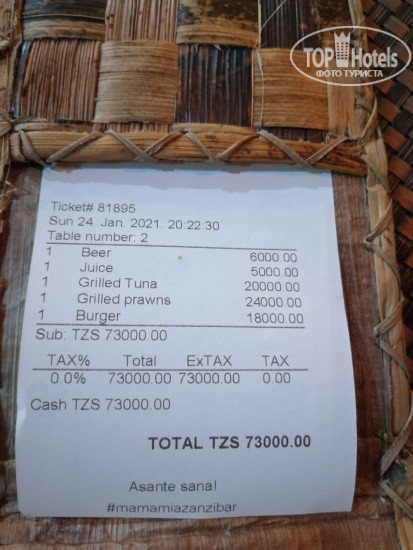 TOP Hotels
ФОТО ТУРИСТА
Ticket# 81895
Sun 24. Jan. 2021. 20:22:30
Table number: 2
1 Beer 6000.00
1 Juice 5000.00
1 Grilled Tuna 20000.00
1 Grilled prawns 24000.00
1 Burger 18000.00
Sub: TZS 73000.00
TAX% Total ExTAX TAX
0.0% 73000.00 73000.00 0.00
Cash TZS 73000.00
TOTAL TZS 73000.00
Asante sana!
#mamamiazanzibar